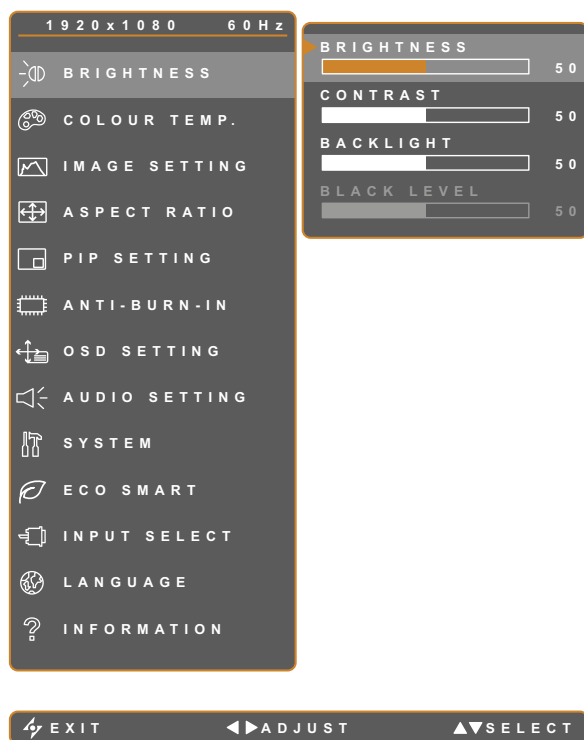 1920x1080 60Hz
BRIGHTNESS
COLOUR TEMP.
IMAGE SETTING
ASPECT RATIO
PIP SETTING
ANTI-BURN-IN
OSD SETTING
AUDIO SETTING
SYSTEM
ECO SMART
INPUT SELECT
LANGUAGE
INFORMATION
BRIGHTNESS
50
CONTRAST
50
BACKLIGHT
50
BLACK LEVEL
50
EXIT ADJUST SELECT